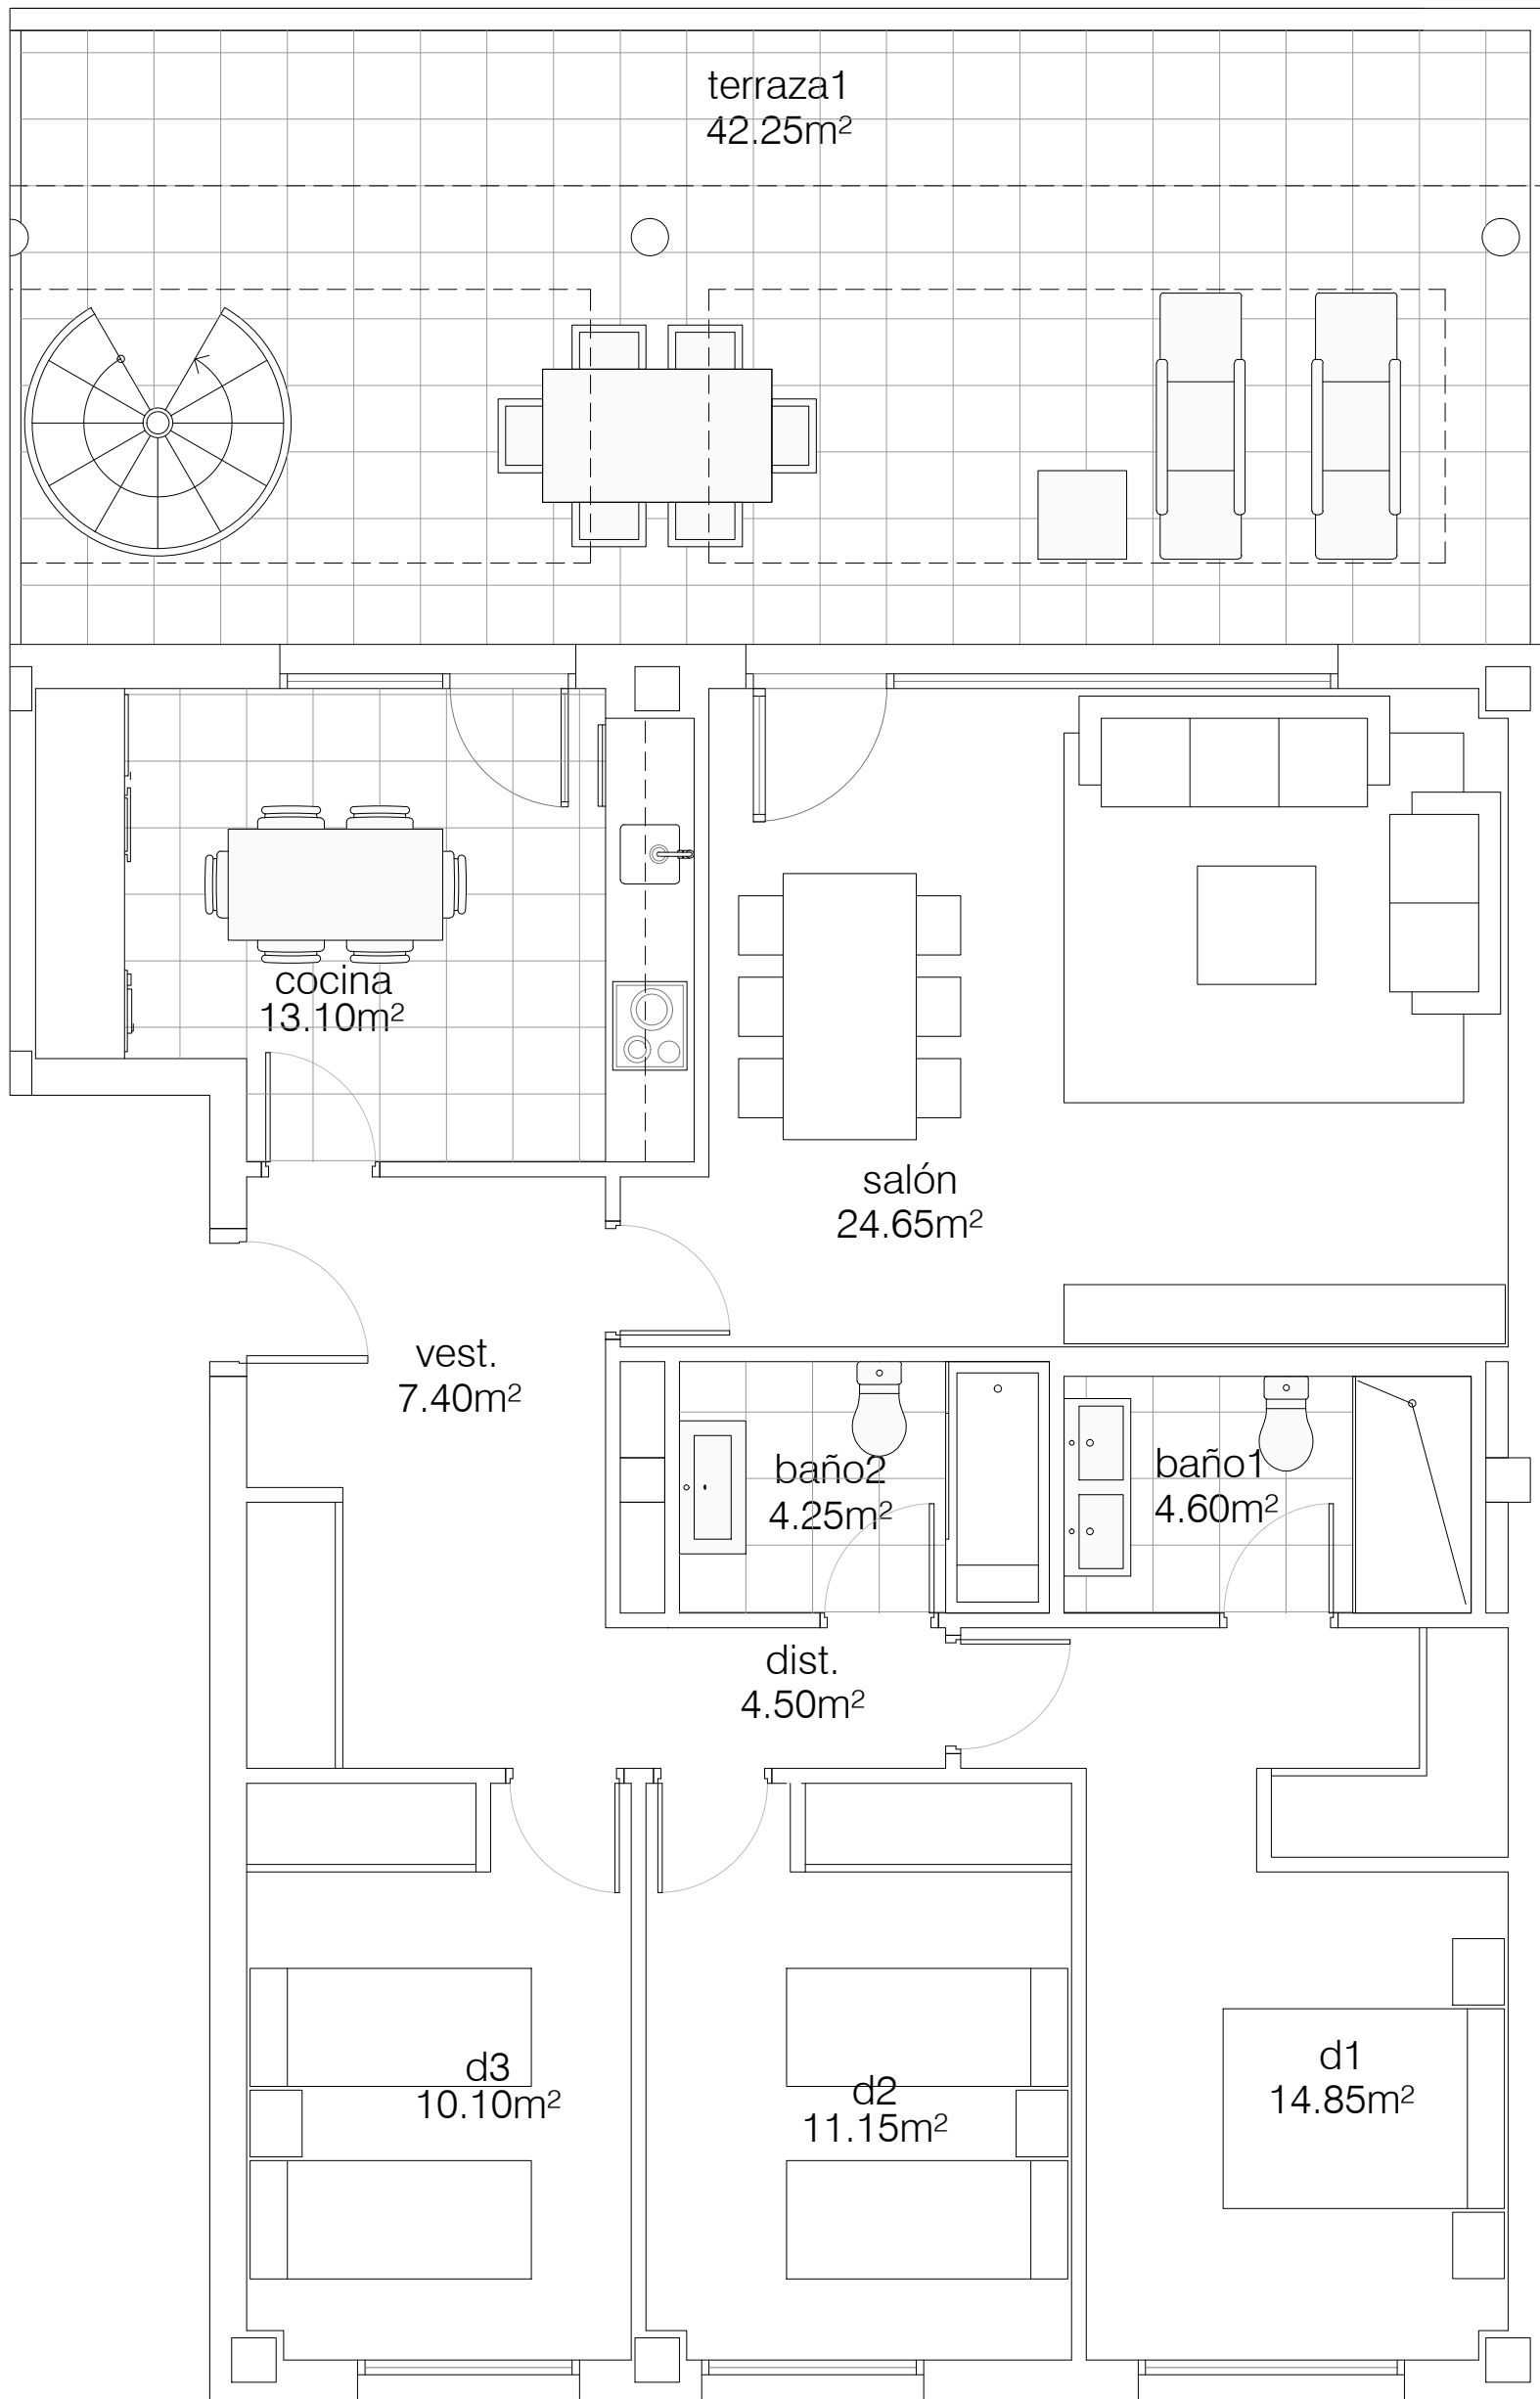 terraza1
42.25m²
cocina
13.10m²
salón
24.65m²
vest.
7.40m²
baño2
4.25m²
baño1
4.60m²
dist.
4.50m²
d3
10.10m²
d2
11.15m²
d1
14.85m²